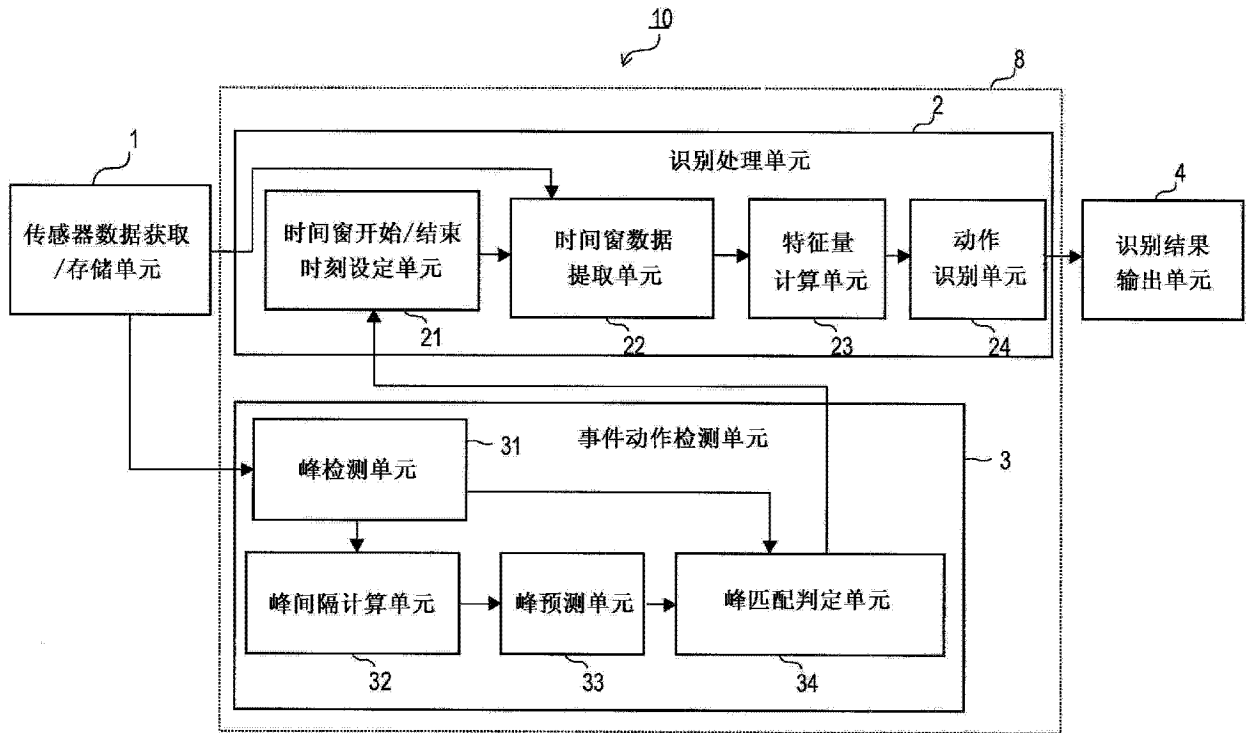 10
8
2
1
识别处理单元
4
传感器数据获取
/存储单元
时间窗开始/结束
时刻设定单元
时间窗数据
提取单元
特征量
计算单元
动作
识别单元
识别结果
输出单元
21
22
23
24
事件动作检测单元
31
3
峰检测单元
峰间隔计算单元
峰预测单元
峰匹配判定单元
32
33
34